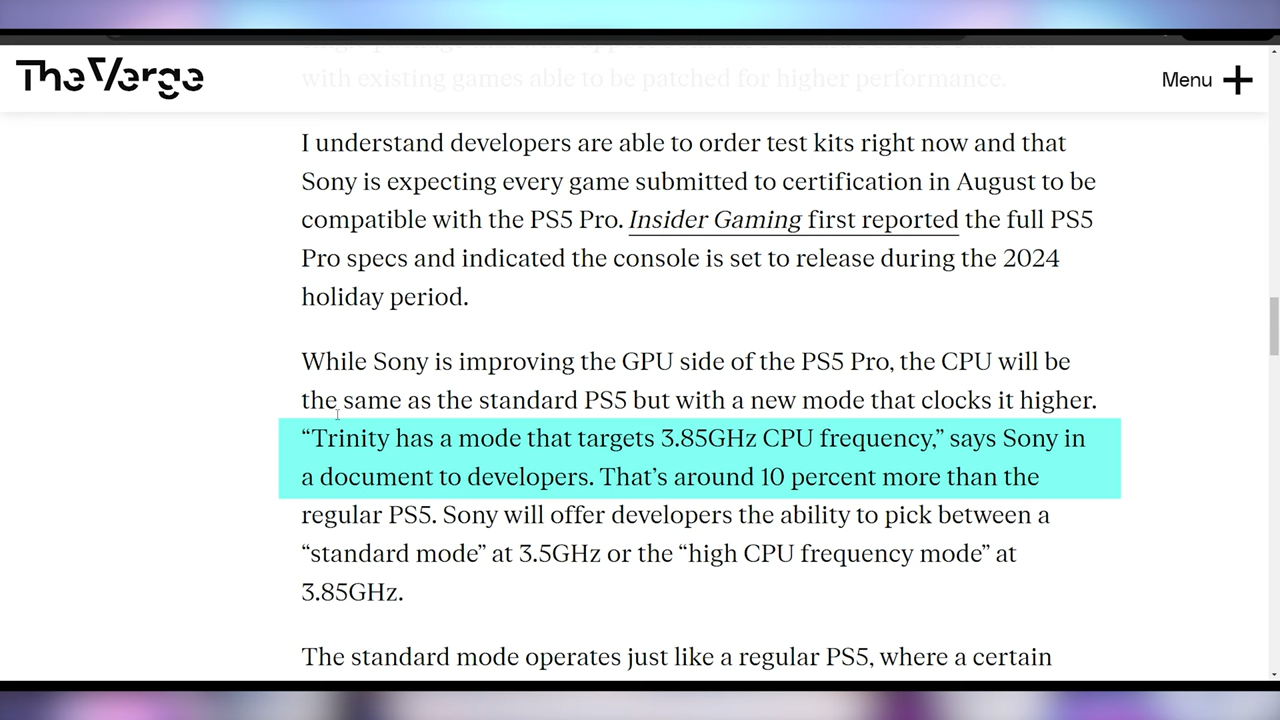 The Verge
Menu
with existing games able to be patched for higher performance.
I understand developers are able to order test kits right now and that
Sony is expecting every game submitted to certification in August to be
compatible with the PS5 Pro. Insider Gaming first reported the full PS5
Pro specs and indicated the console is set to release during the 2024
holiday period.
While Sony is improving the GPU side of the PS5 Pro, the CPU will be
the same as the standard PS5 but with a new mode that clocks it higher.
“Trinity has a mode that targets 3.85GHz CPU frequency,” says Sony in
a document to developers. That’s around 10 percent more than the
regular PS5. Sony will offer developers the ability to pick between a
“standard mode” at 3.5GHz or the “high CPU frequency mode” at
3.85GHz.
The standard mode operates just like a regular PS5, where a certain